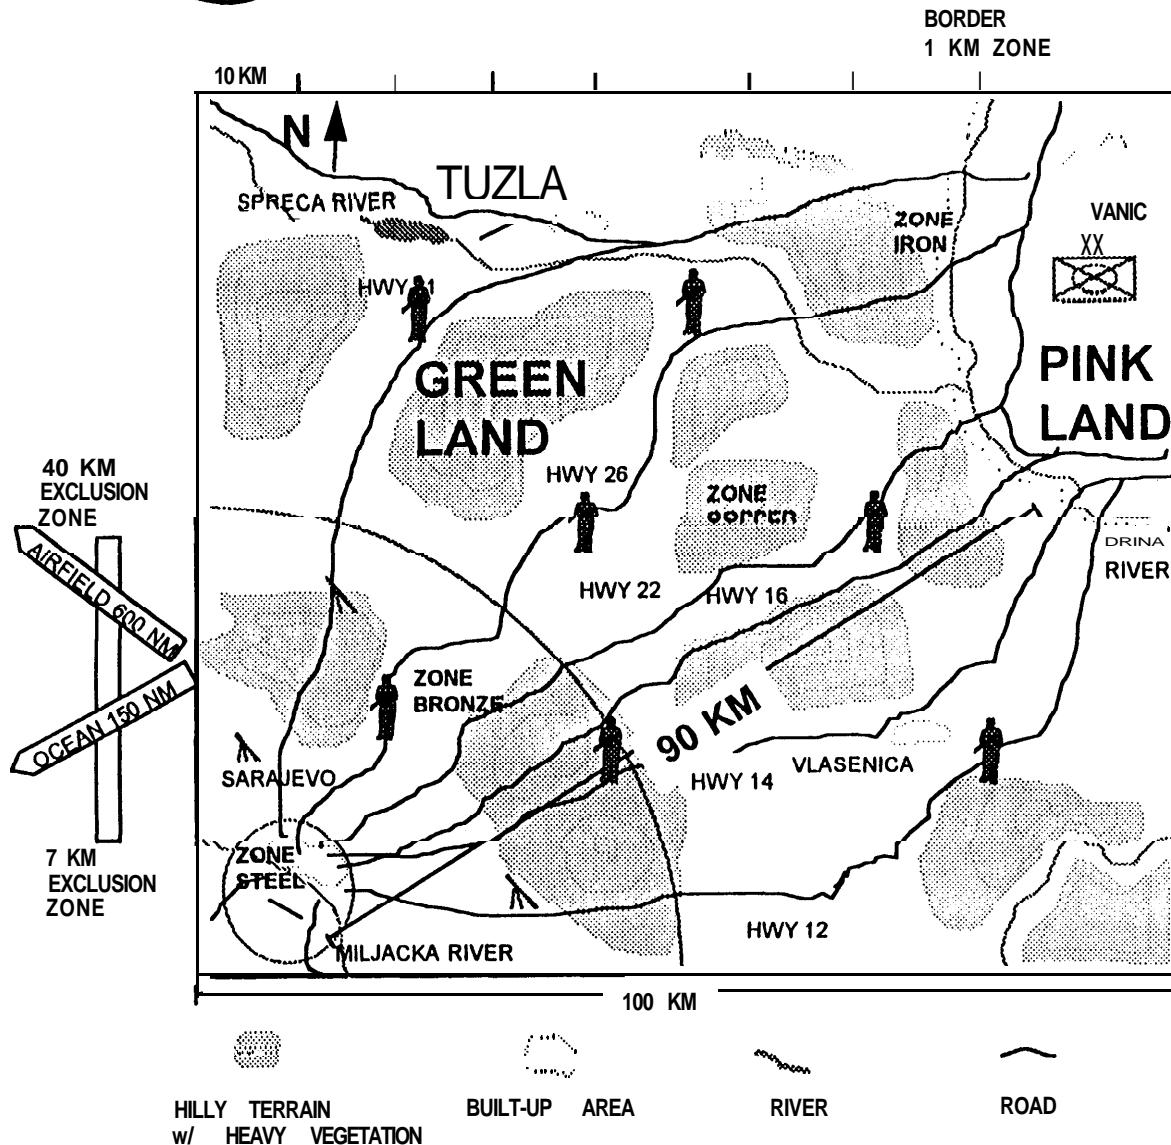 BORDER
1 KM ZONE
10 KM
N
TUZLA
SPRECA RIVER
ZONE
IRON
VANIC
XX
HWY
GREEN
LAND
PINK
LAND
40 KM
EXCLUSION
ZONE
HWY 26
ZONE
AIRFIELD 600 NM
DRINA
RIVER
HWY 22
HWY 16
ZONE
BRONZE
OCEAN 150 NM
90 KM
SARAJEVO
HWY 14
VLASENICA
7 KM
EXCLUSION
ZONE
ZONE
STEEL
HWY 12
MILJACKA RIVER
100 KM
HILLY TERRAIN
w/ HEAVY VEGETATION
BUILT-UP AREA
RIVER
ROAD